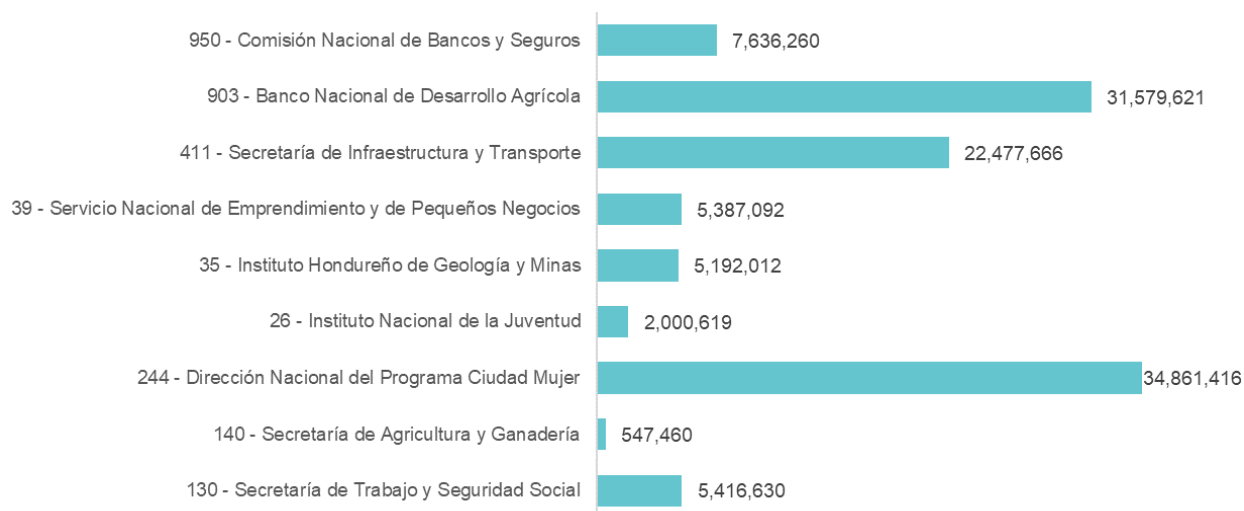 950 - Comisión Nacional de Bancos y Seguros 7,636,260
903 - Banco Nacional de Desarrollo Agrícola 31,579,621
411 - Secretaría de Infraestructura y Transporte 22,477,666
39 - Servicio Nacional de Emprendimiento y de Pequeños Negocios 5,387,092
35 - Instituto Hondureño de Geología y Minas 5,192,012
26 - Instituto Nacional de la Juventud 2,000,619
244 - Dirección Nacional del Programa Ciudad Mujer 34,861,416
140 - Secretaría de Agricultura y Ganadería 547,460
130 - Secretaría de Trabajo y Seguridad Social 5,416,630